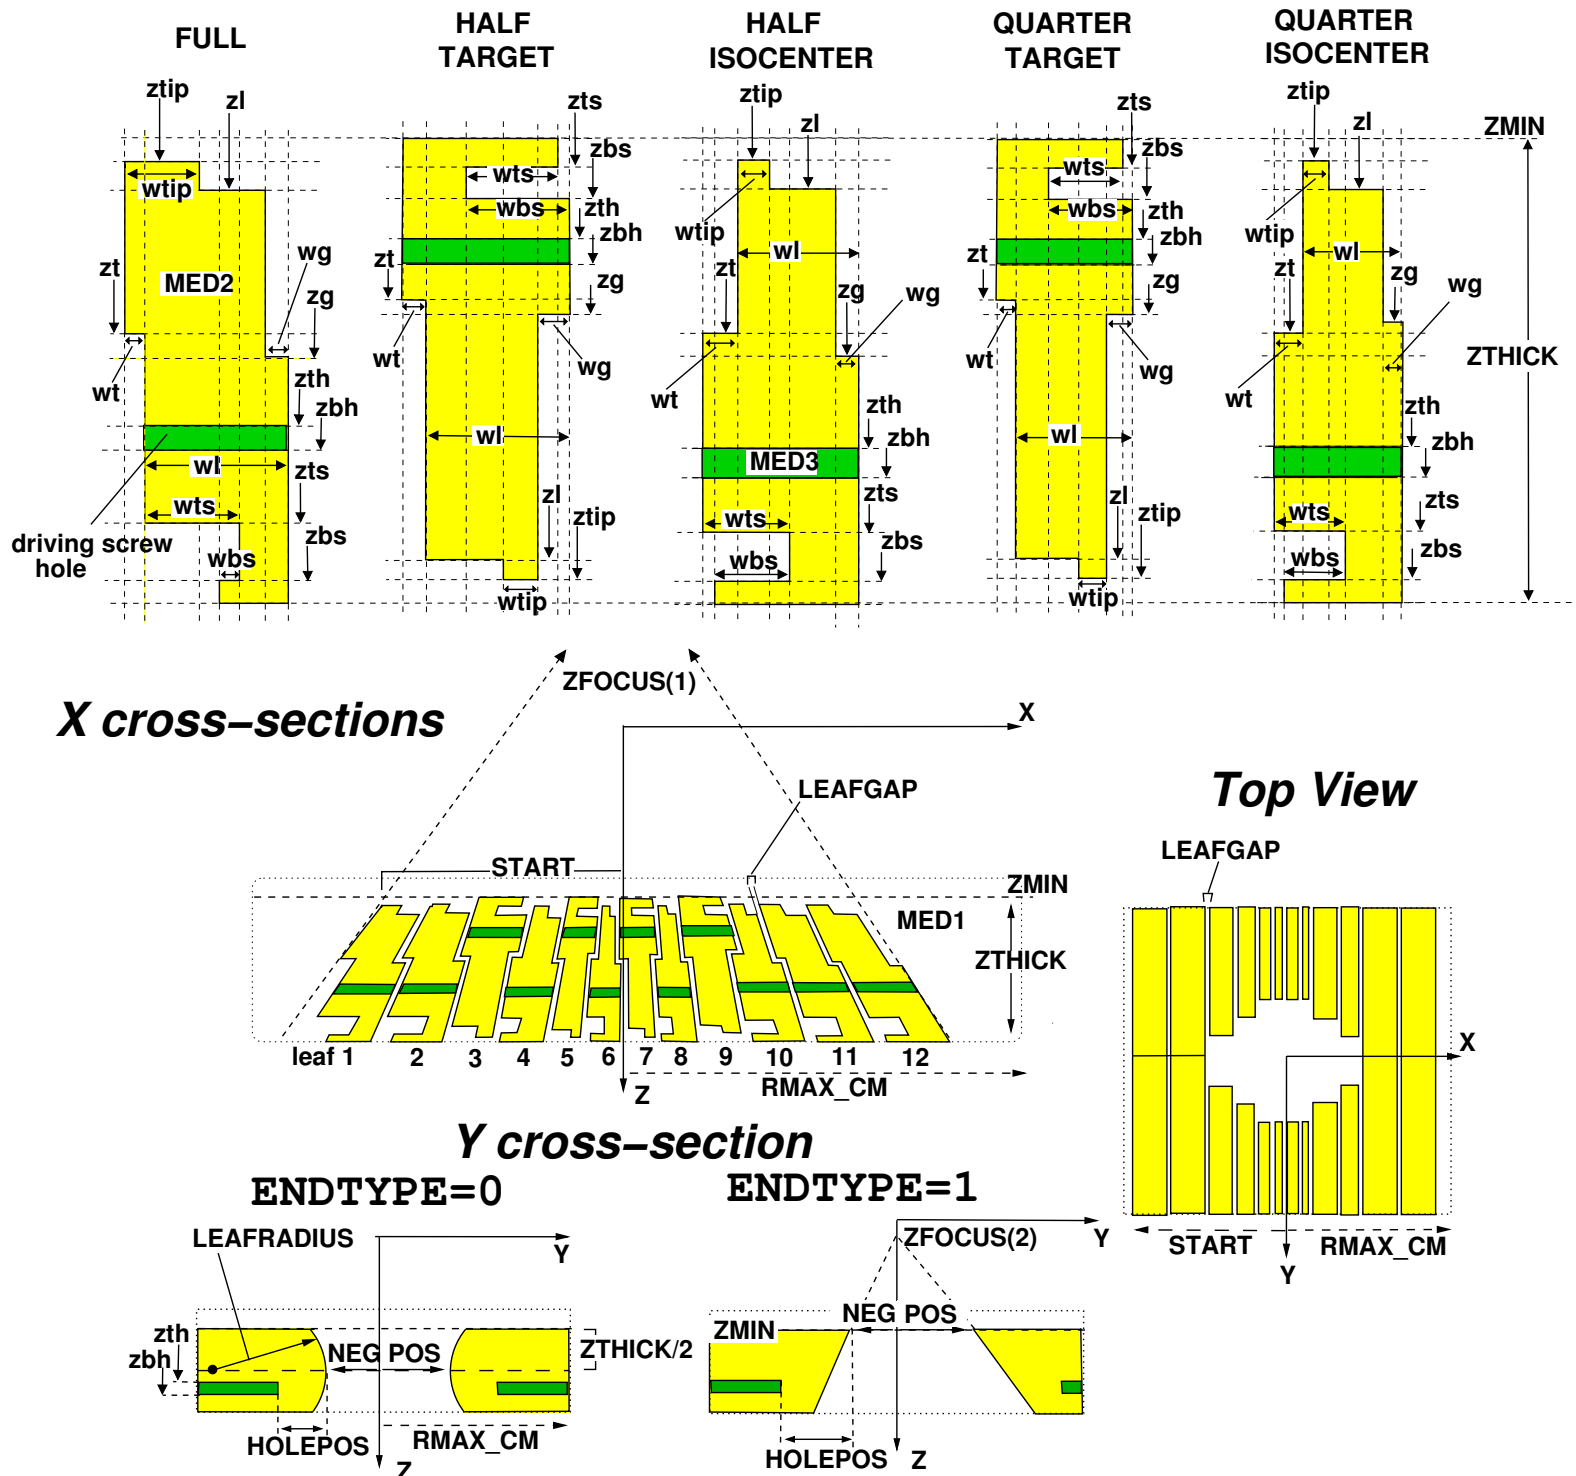 FULL
HALF
TARGET
HALF
ISOCENTER
QUARTER
TARGET
QUARTER
ISOCENTER
ztip
zl
wtip
MED2
zt
wg
zg
wt
zth
zbh
wl
zts
wts
zbs
wbs
driving screw
hole
zts
zbs
wts
wbs
zth
zbh
zt
zg
wt
wg
wl
zl
ztip
wtip
ztip
zl
wtip
wl
zt
zg
wg
wt
zth
zbh
MED3
zts
wts
zbs
wbs
zts
zbs
wts
wbs
zth
zbh
zt
zg
wt
wg
wl
zl
ztip
wtip
ztip
zl
wtip
wl
zt
zg
wg
wt
zth
zbh
zts
wts
zbs
wbs
ZMIN
ZTHICK
X cross−sections
ZFOCUS(1)
X
LEAFGAP
START
ZMIN
MED1
ZTHICK
leaf 1 2 3 4 5 6 7 8 9 10 11 12
RMAX_CM
Z
Top View
LEAFGAP
X
START
RMAX_CM
Y
Y cross−section
ENDTYPE=0
LEAFRADIUS
Y
zth
zbh
NEG POS
ZTHICK/2
HOLEPOS
RMAX_CM
Z
ENDTYPE=1
ZFOCUS(2)
Y
NEG POS
ZMIN
HOLEPOS
Z